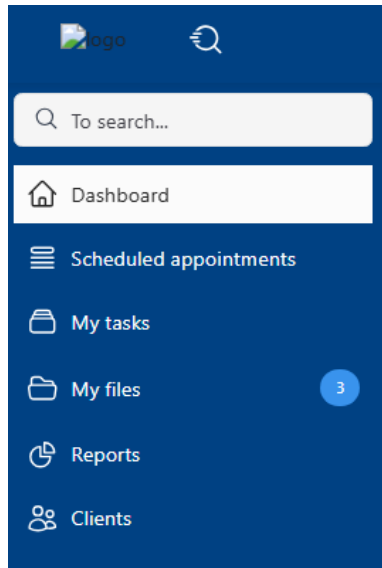 logo
To search...
Dashboard
Scheduled appointments
My tasks
My files
3
Reports
Clients